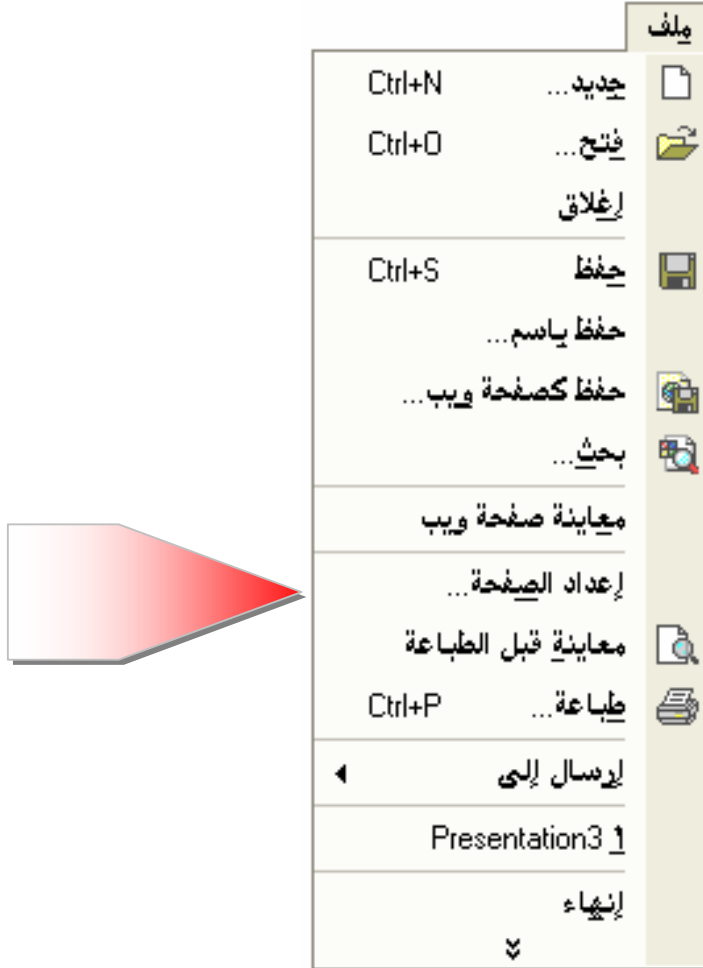 ملف
جديد... Ctrl+N
فتح... Ctrl+O
إغلاق
حفظ Ctrl+S
حفظ باسم...
حفظ كصفحة ويب...
بحث...
معاينة صفحة ويب
إعداد الصفحة...
معاينة قبل الطباعة
طباعة... Ctrl+P
إرسال إلى
١ Presentation3
إنهاء